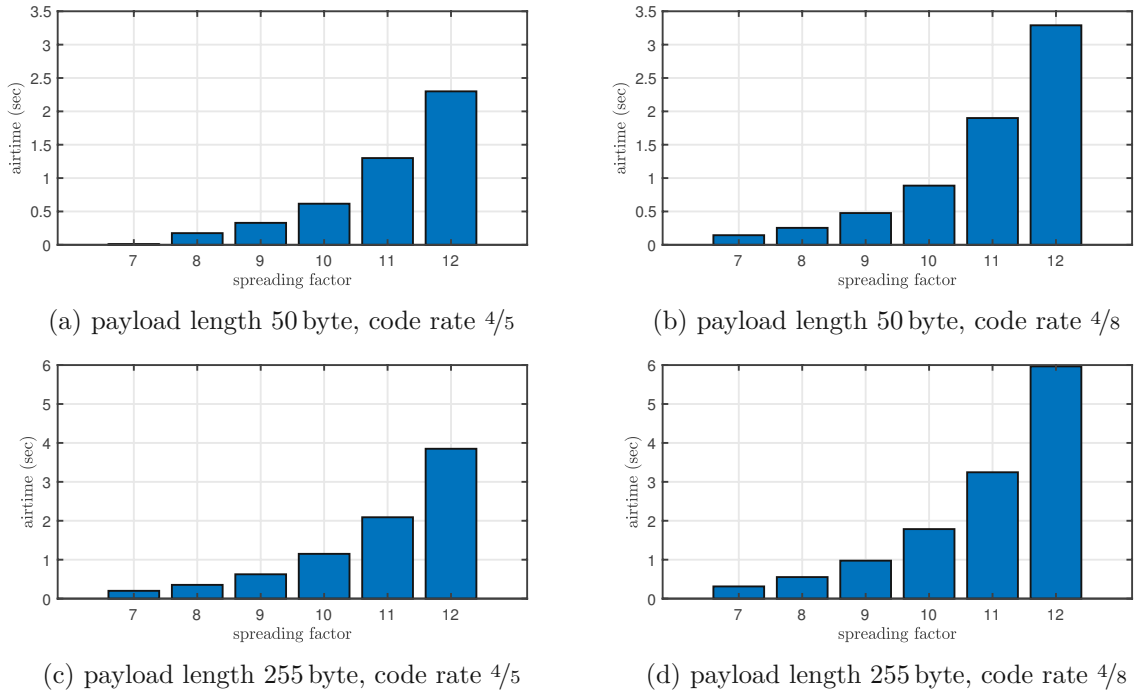 3.5
3
2.5
2
1.5
1
0.5
0
airtime (sec)
7 8 9 10 11 12
spreading factor
(a) payload length 50 byte, code rate 4/5
3.5
3
2.5
2
1.5
1
0.5
0
airtime (sec)
7 8 9 10 11 12
spreading factor
(b) payload length 50 byte, code rate 4/8
6
5
4
3
2
1
0
airtime (sec)
7 8 9 10 11 12
spreading factor
(c) payload length 255 byte, code rate 4/5
6
5
4
3
2
1
0
airtime (sec)
7 8 9 10 11 12
spreading factor
(d) payload length 255 byte, code rate 4/8